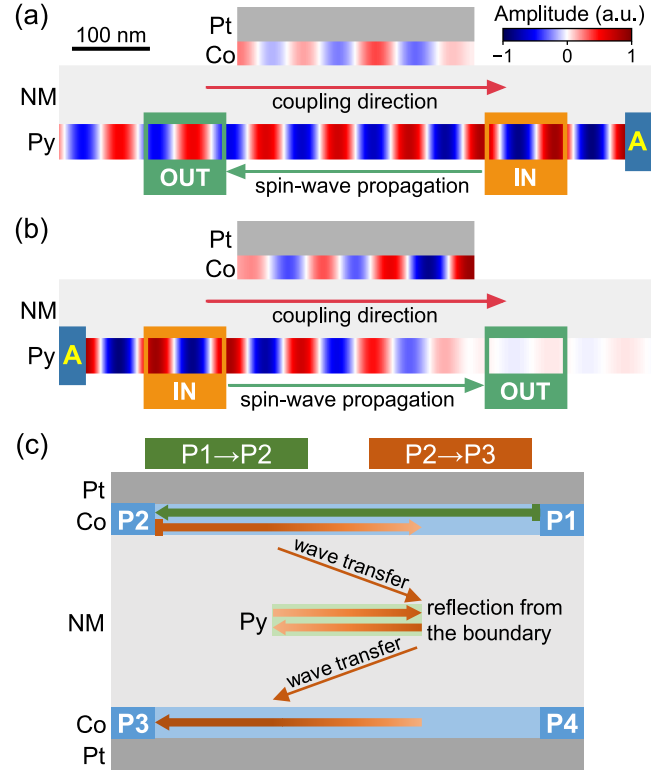 (a)
Pt
Co
Amplitude (a.u.)
−1 0 1
100 nm
NM
coupling direction
Py
A
OUT
IN
spin-wave propagation
(b)
Pt
Co
NM
coupling direction
Py
A
IN
OUT
spin-wave propagation
(c)
P1→P2
P2→P3
Pt
Co
P2
P1
wave transfer
NM
Py
reflection from
the boundary
wave transfer
Co
P3
P4
Pt